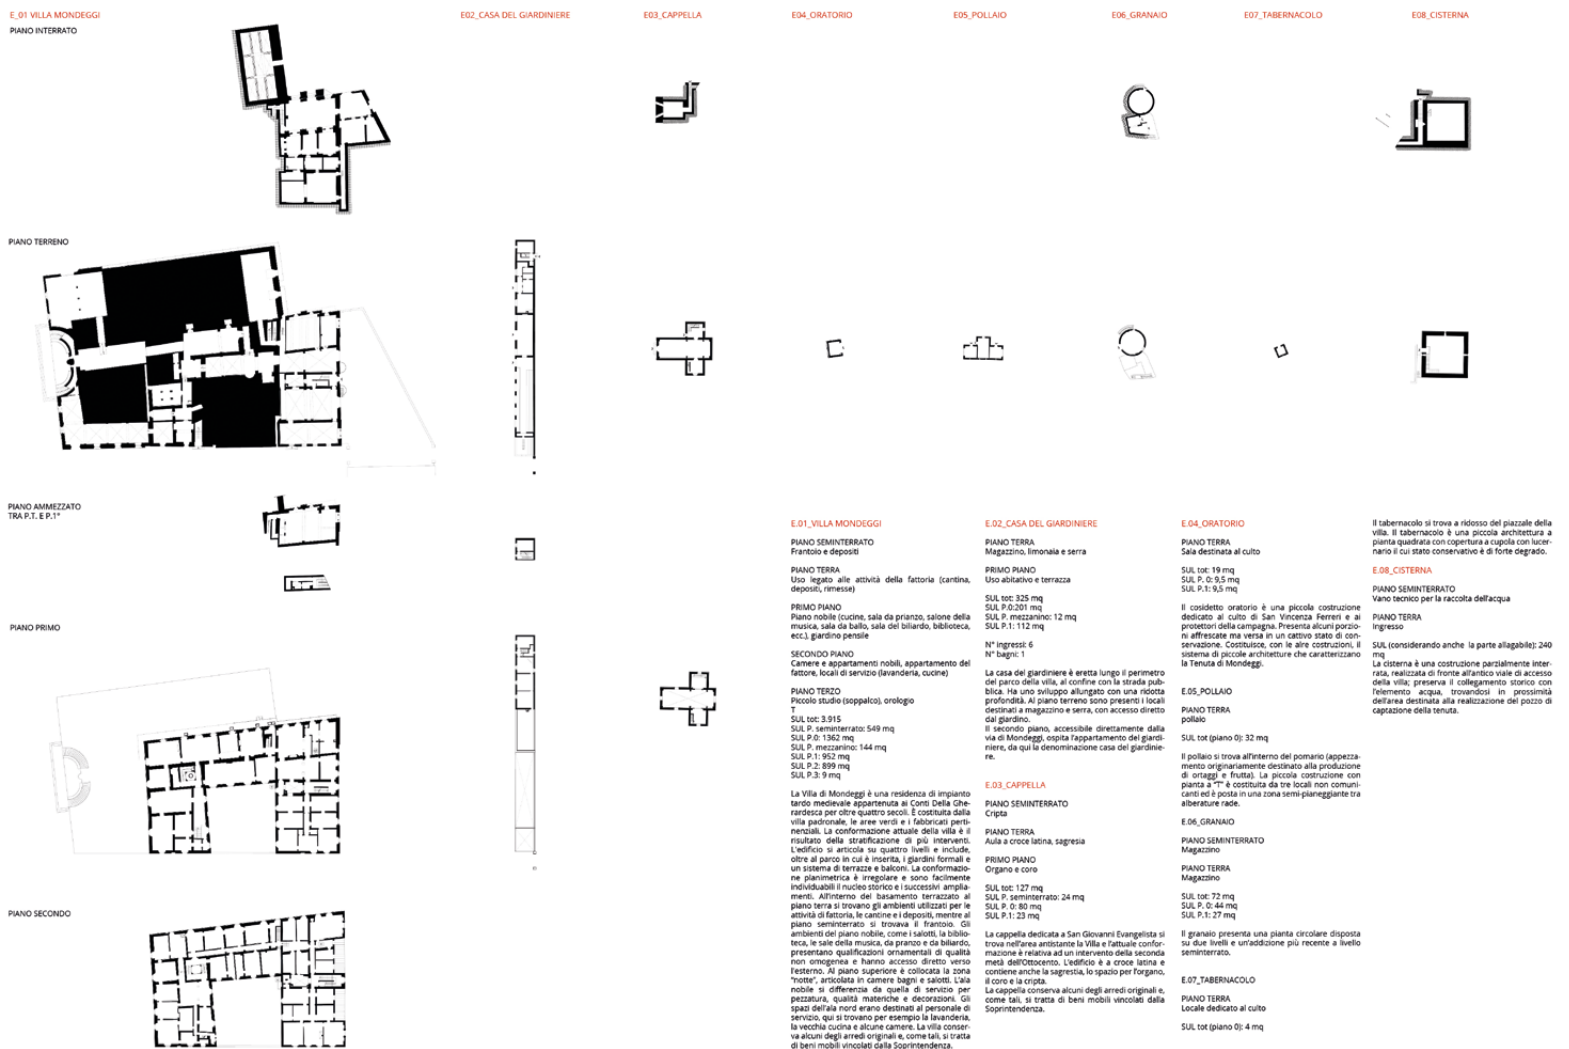 E_01 VILLA MONDEGGI
E02_CASA DEL GIARDINIERE
E03_CAPPELLA
E04_ORATORIO
E05_POLLAIO
E06_GRANAIO
E07_TABERNACOLO
E08_CISTERNA
PIANO INTERRATO
PIANO TERRENO
PIANO AMMEZZATO
TRA P.T. E P.1°
PIANO PRIMO
PIANO SECONDO
E.01_VILLA MONDEGGI
PIANO SEMINTERRATO
Frantoio e depositi
PIANO TERRA
Uso legato alle attività della fattoria (cantina,
depositi, rimesse)
PRIMO PIANO
Piano nobile (cucine, sala da prianzo, salone della
musica, sala da ballo, sala del biliardo, biblioteca,
ecc.), giardino pensile
SECONDO PIANO
Camere e appartamenti nobili, appartamento del
fattore, locali di servizio (lavanderia, cucine)
PIANO TERZO
Piccolo studio (soppalco), orologio
T
SUL tot: 3.915
SUL P. seminterrato: 549 mq
SUL P.0: 1362 mq
SUL P. mezzanino: 144 mq
SUL P.1: 952 mq
SUL P.2: 899 mq
SUL P.3: 9 mq
La Villa di Mondeggi è una residenza di impianto
tardo medievale appartenuta ai Conti Della Ghe-
rardesca per oltre quattro secoli. È costituita dalla
villa padronale, le aree verdi e i fabbricati perti-
nenziali. La conformazione attuale della villa è il
risultato della stratificazione di più interventi.
L'edificio si articola su quattro livelli e include,
oltre al parco in cui è inserita, i giardini formali e
un sistema di terrazze e balconi. La conformazio-
ne planimetrica è irregolare e sono facilmente
individuabili il nucleo storico e i successivi amplia-
menti. All'interno del basamento terrazzato al
piano terra si trovano gli ambienti utilizzati per le
attività di fattoria, le cantine e i depositi, mentre al
piano seminterrato si trovava il frantoio. Gli
ambienti del piano nobile, come i salotti, la biblio-
teca, le sale della musica, da pranzo e da biliardo,
presentano qualificazioni ornamentali di qualità
non omogenea e hanno accesso diretto verso
l'esterno. Al piano superiore è collocata la zona
"notte", articolata in camere bagni e salotti. L'ala
nobile si differenzia da quella di servizio per
pezzatura, qualità materiche e decorazioni. Gli
spazi dell'ala nord erano destinati al personale di
servizio, qui si trovano per esempio la lavanderia,
la vecchia cucina e alcune camere. La villa conser-
va alcuni degli arredi originali e, come tali, si tratta
di beni mobili vincolati dalla Soprintendenza.
E.02_CASA DEL GIARDINIERE
PIANO TERRA
Magazzino, limonaia e serra
PRIMO PIANO
Uso abitativo e terrazza
SUL tot: 325 mq
SUL P.0:201 mq
SUL P. mezzanino: 12 mq
SUL P.1: 112 mq
N° ingressi: 6
N° bagni: 1
La casa del giardiniere è eretta lungo il perimetro
del parco della villa, al confine con la strada pub-
blica. Ha uno sviluppo allungato con una ridotta
profondità. Al piano terreno sono presenti i locali
destinati a magazzino e serra, con accesso diretto
dal giardino.
Il secondo piano, accessibile direttamente dalla
via di Mondeggi, ospita l'appartamento del giardi-
niere, da qui la denominazione casa del giardinie-
re.
E.03_CAPPELLA
PIANO SEMINTERRATO
Cripta
PIANO TERRA
Aula a croce latina, sagresia
PRIMO PIANO
Organo e coro
SUL tot: 127 mq
SUL P. seminterrato: 24 mq
SUL P. 0: 80 mq
SUL P.1: 23 mq
La cappella dedicata a San Giovanni Evangelista si
trova nell'area antistante la Villa e l'attuale confor-
mazione è relativa ad un intervento della seconda
metà dell'Ottocento. L'edificio è a croce latina e
contiene anche la sagrestia, lo spazio per l'organo,
il coro e la cripta.
La cappella conserva alcuni degli arredi originali e,
come tali, si tratta di beni mobili vincolati dalla
Soprintendenza.
E.04_ORATORIO
PIANO TERRA
Sala destinata al culto
SUL tot: 19 mq
SUL P. 0: 9,5 mq
SUL P.1: 9,5 mq
Il cosidetto oratorio è una piccola costruzione
dedicato al culto di San Vincenza Ferreri e ai
protettori della campagna. Presenta alcuni porzio-
ni affrescate ma versa in un cattivo stato di con-
servazione. Costituisce, con le alre costruzioni, il
sistema di piccole architetture che caratterizzano
la Tenuta di Mondeggi.
E.05_POLLAIO
PIANO TERRA
pollaio
SUL tot (piano 0): 32 mq
Il pollaio si trova all'interno del pomario (appezza-
mento originariamente destinato alla produzione
di ortaggi e frutta). La piccola costruzione con
pianta a "T" è costituita da tre locali non comuni-
canti ed è posta in una zona semi-pianeggiante tra
alberature rade.
E.06_GRANAIO
PIANO SEMINTERRATO
Magazzino
PIANO TERRA
Magazzino
SUL tot: 72 mq
SUL P. 0: 44 mq
SUL P.1: 27 mq
Il granaio presenta una pianta circolare disposta
su due livelli e un'addizione più recente a livello
seminterrato.
E.07_TABERNACOLO
PIANO TERRA
Locale dedicato al culto
SUL tot (piano 0): 4 mq
Il tabernacolo si trova a ridosso del piazzale della
villa. Il tabernacolo è una piccola architettura a
pianta quadrata con copertura a cupola con lucer-
nario il cui stato conservativo è di forte degrado.
E.08_CISTERNA
PIANO SEMINTERRATO
Vano tecnico per la raccolta dell'acqua
PIANO TERRA
Ingresso
SUL (considerando anche la parte allagabile): 240
mq
La cisterna è una costruzione parzialmente inter-
rata, realizzata di fronte all'antico viale di accesso
della villa; preserva il collegamento storico con
l'elemento acqua, trovandosi in prossimità
dell'area destinata alla realizzazione del pozzo di
captazione della tenuta.